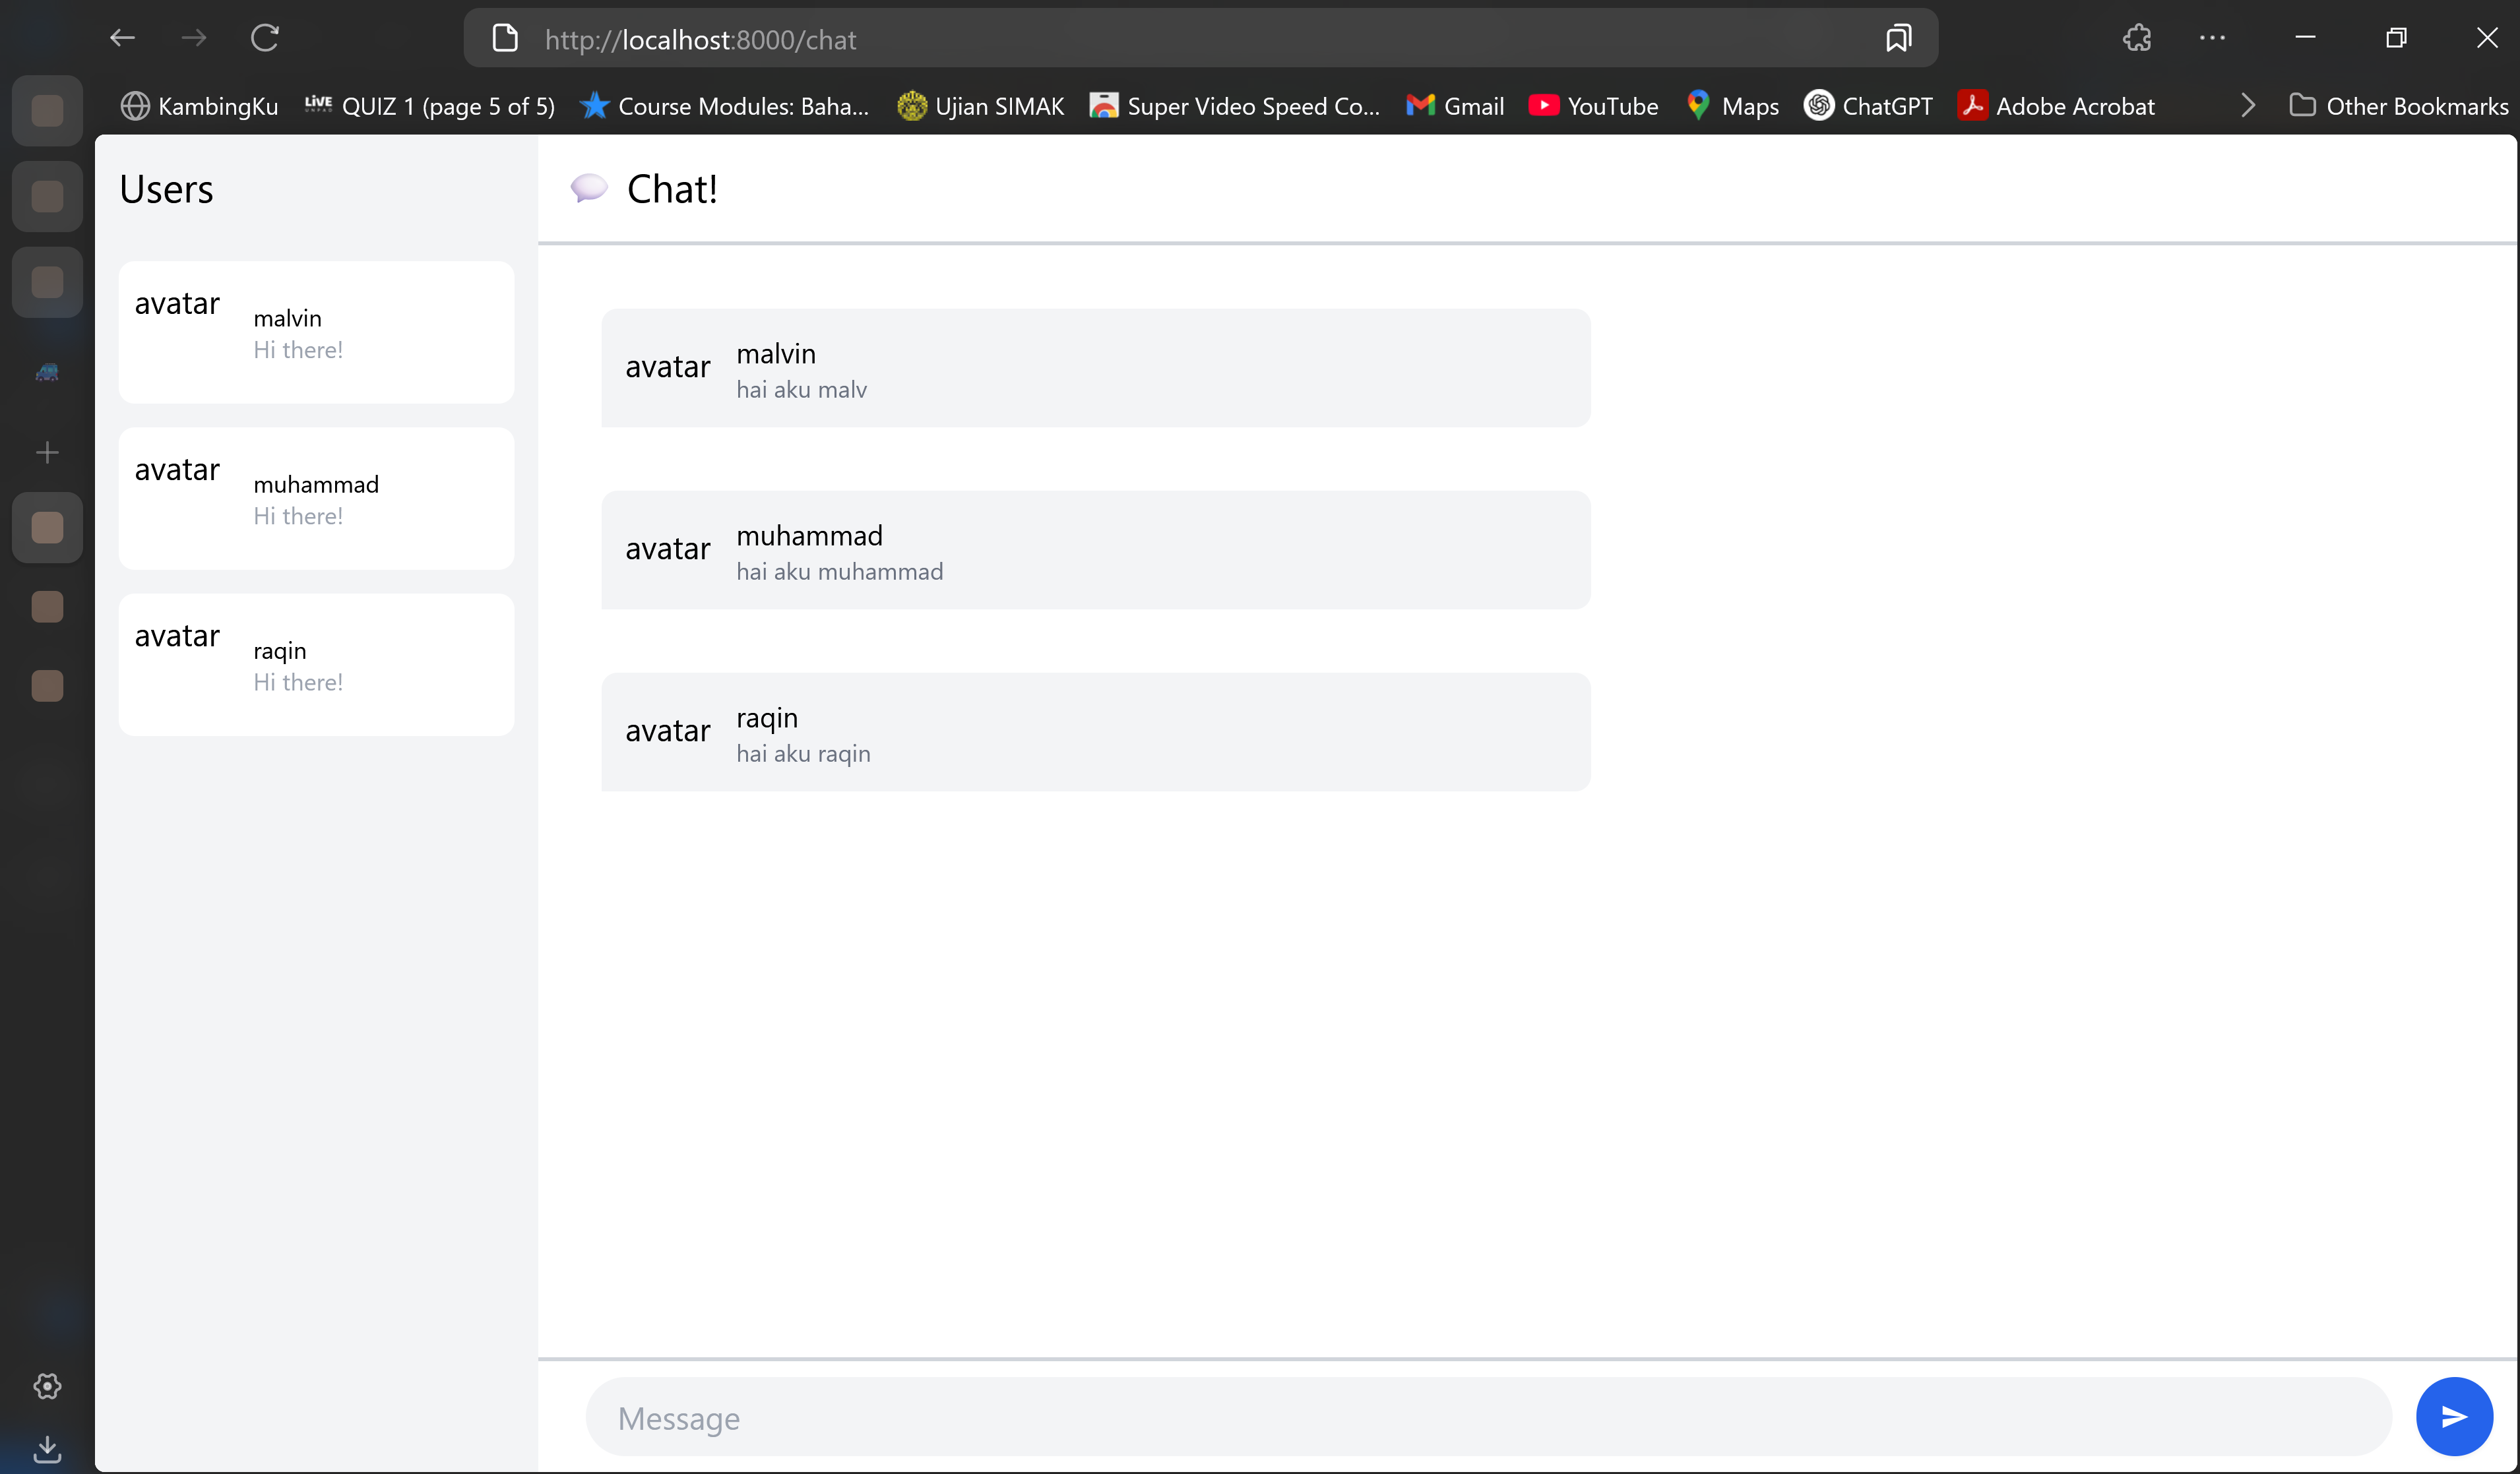 http://localhost:8000/chat
KambingKu LiVE UNPAD QUIZ 1 (page 5 of 5) Course Modules: Baha... Ujian SIMAK Super Video Speed Co... Gmail YouTube Maps ChatGPT Adobe Acrobat Other Bookmarks
Users
avatar
malvin
Hi there!
avatar
muhammad
Hi there!
avatar
raqin
Hi there!
Chat!
avatar
malvin
hai aku malv
avatar
muhammad
hai aku muhammad
avatar
raqin
hai aku raqin
Message